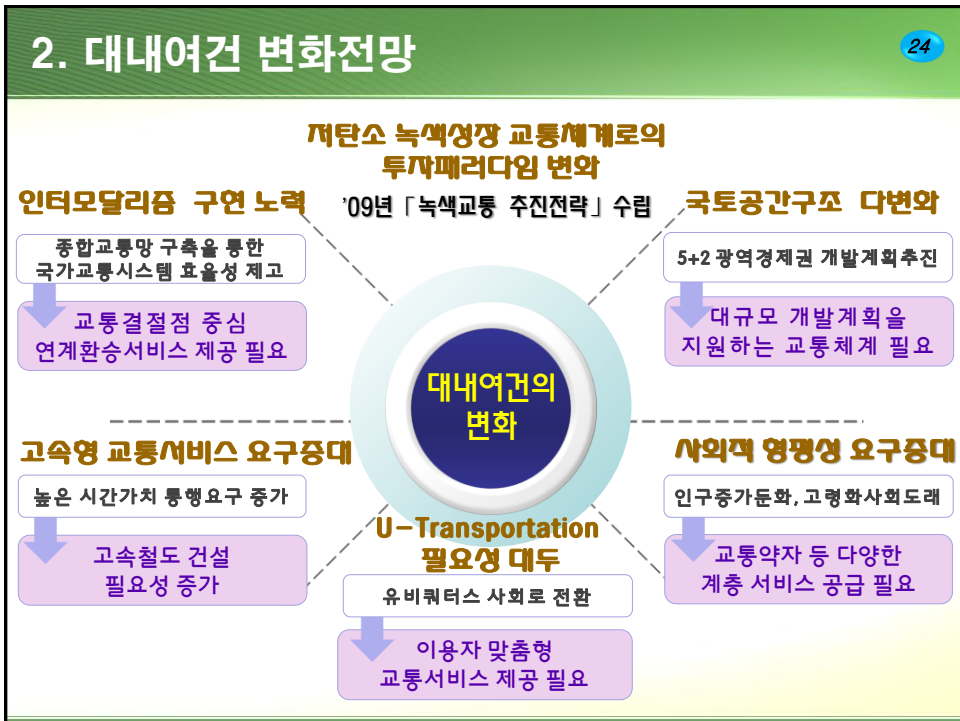 2. 대내여건 변화전망
24
저탄소 녹색성장 교통체계로의
투자패러다임 변화
'09년 「녹색교통 추진전략」 수립
인터모달리즘 구현 노력
종합교통망 구축을 통한
국가교통시스템 효율성 제고
교통결절점 중심
연계환승서비스 제공 필요
국토공간구조 다변화
5+2 광역경제권 개발계획추진
대규모 개발계획을
지원하는 교통체계 필요
대내여건의
변화
고속형 교통서비스 요구증대
높은 시간가치 통행요구 증가
고속철도 건설
필요성 증가
사회적 형평성 요구증대
인구증가둔화, 고령화사회도래
교통약자 등 다양한
계층 서비스 공급 필요
U-Transportation
필요성 대두
유비쿼터스 사회로 전환
이용자 맞춤형
교통서비스 제공 필요